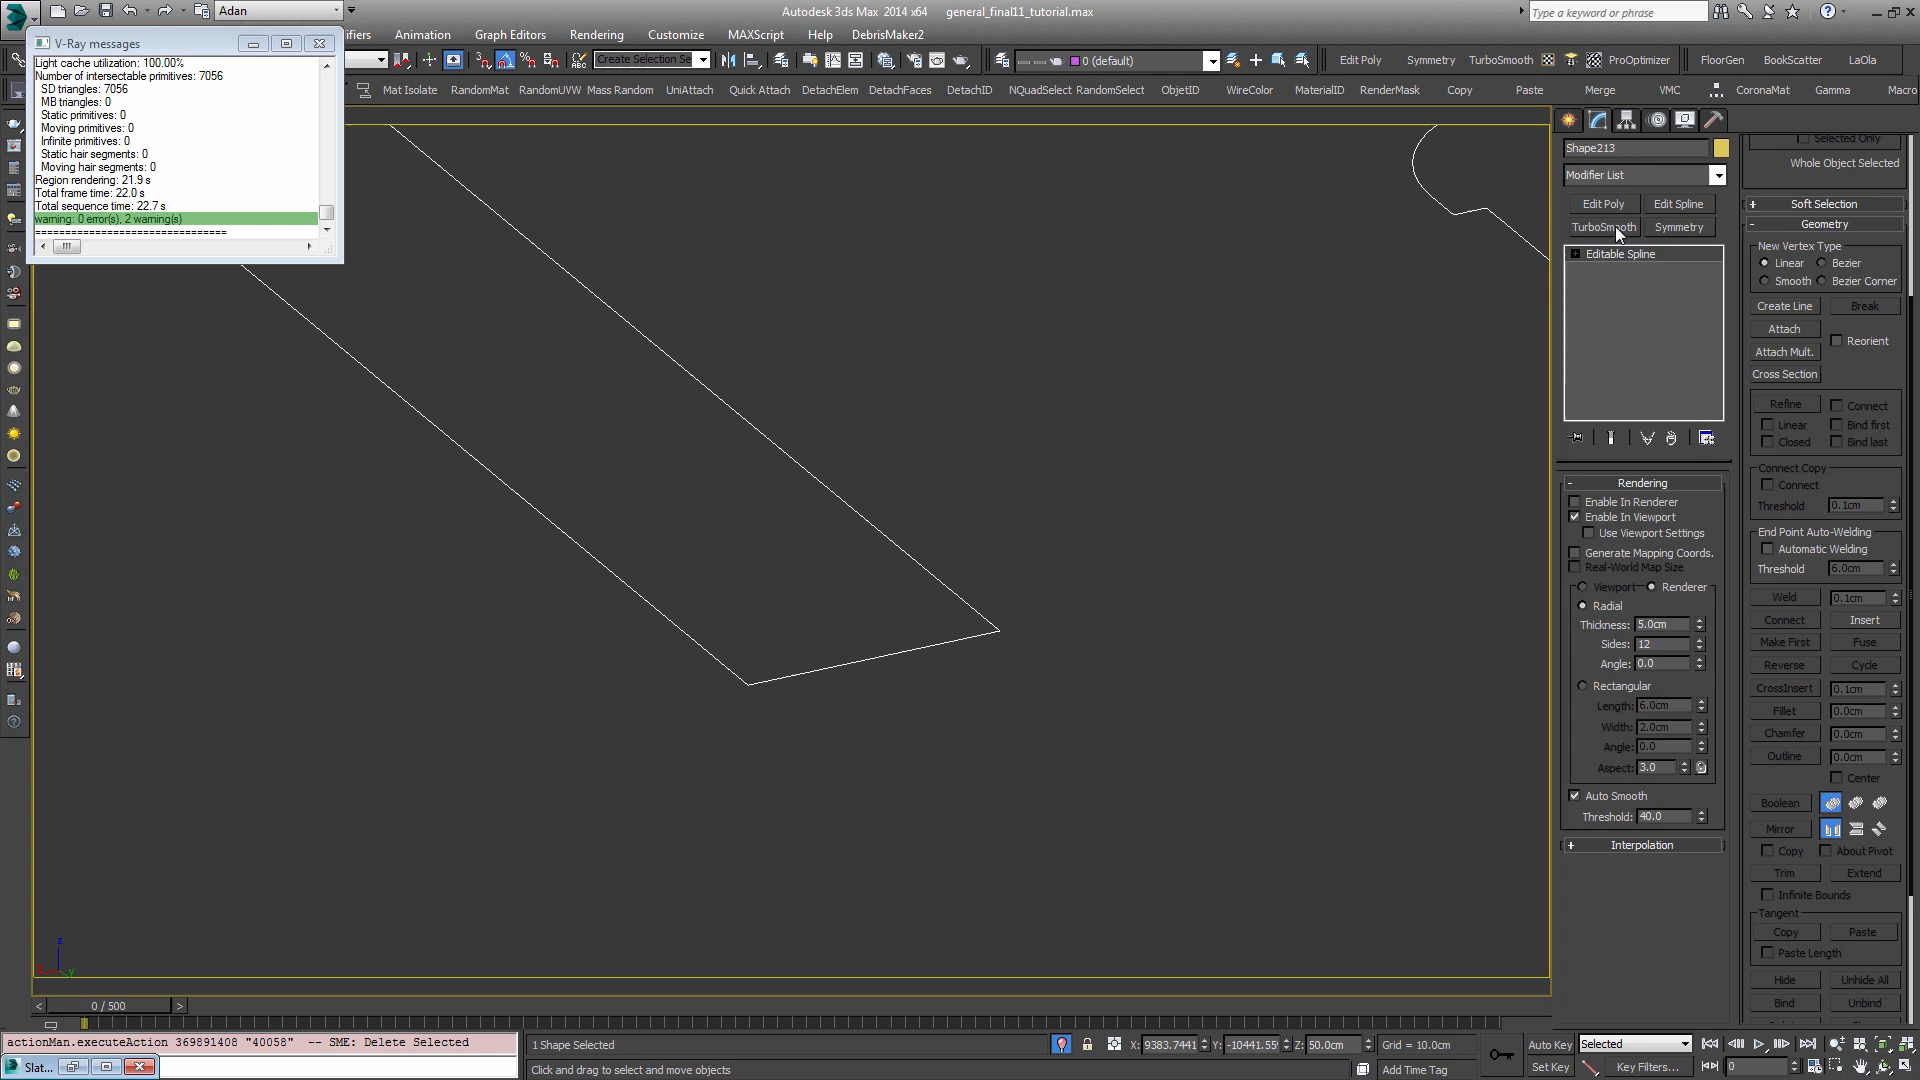 Adan
Autodesk 3ds Max 2014 x64 general_final11_tutorial.max
Type a keyword or phrase
V-Ray messages
ifiers Animation Graph Editors Rendering Customize MAXScript Help DebrisMaker2
Light cache utilization: 100.00%
Number of intersectable primitives: 7056
SD triangles: 7056
MB triangles: 0
Static primitives: 0
Moving primitives: 0
Infinite primitives: 0
Static hair segments: 0
Moving hair segments: 0
Region rendering: 21.9 s
Total frame time: 22.0 s
Total sequence time: 22.7 s
warning: 0 error(s), 2 warning(s)
===============================
Create Selection Se 0 (default) Edit Poly Symmetry TurboSmooth ProOptimizer FloorGen BookScatter LaOla
Mat Isolate RandomMat RandomUVW Mass Random UniAttach Quick Attach DetachElem DetachFaces DetachID NQuadSelect RandomSelect ObjetID WireColor MaterialID RenderMask Copy Paste Merge VMC CoronaMat Gamma Macro
Shape213
Modifier List
Edit Poly Edit Spline
TurboSmooth Symmetry
Editable Spline
- Rendering
Enable In Renderer
Enable In Viewport
Use Viewport Settings
Generate Mapping Coords.
Real-World Map Size
Viewport Renderer
Radial
Thickness: 5.0cm
Sides: 12
Angle: 0.0
Rectangular
Length: 6.0cm
Width: 2.0cm
Angle: 0.0
Aspect: 3.0
Auto Smooth
Threshold: 40.0
+ Interpolation
Selected Only
Whole Object Selected
+ Soft Selection
- Geometry
New Vertex Type
Linear Bezier
Smooth Bezier Corner
Create Line Break
Attach
Reorient
Attach Mult.
Cross Section
Refine Connect
Linear Bind first
Closed Bind last
Connect Copy
Connect
Threshold 0.1cm
End Point Auto-Welding
Automatic Welding
Threshold 6.0cm
Weld 0.1cm
Connect Insert
Make First Fuse
Reverse Cycle
CrossInsert 0.1cm
Fillet 0.0cm
Chamfer 0.0cm
Outline 0.0cm
Center
Boolean
Mirror
Copy About Pivot
Trim Extend
Infinite Bounds
Tangent
Copy Paste
Paste Length
Hide Unhide All
Bind Unbind
z
y
< 0 / 500 >
actionMan.executeAction 369891408 "40058" -- SME: Delete Selected
1 Shape Selected
X: 9383.7441 Y: -10441.55 Z: 50.0cm Grid = 10.0cm
Auto Key Selected
Slat...
Click and drag to select and move objects
Add Time Tag
Set Key Key Filters...
0